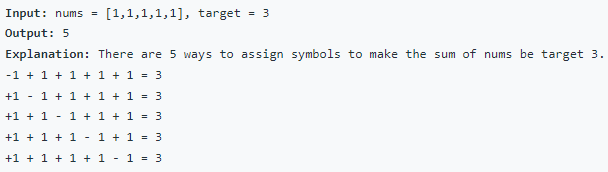 Input: nums = [1,1,1,1,1], target = 3
Output: 5
Explanation: There are 5 ways to assign symbols to make the sum of nums be target 3.
-1 + 1 + 1 + 1 + 1 = 3
+1 - 1 + 1 + 1 + 1 = 3
+1 + 1 - 1 + 1 + 1 = 3
+1 + 1 + 1 - 1 + 1 = 3
+1 + 1 + 1 + 1 - 1 = 3